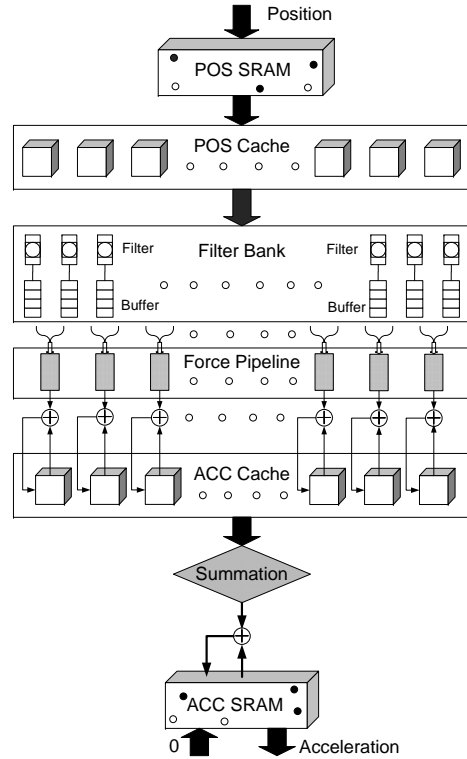 Position
POS SRAM
POS Cache
Filter
Filter Bank
Filter
Buffer
Buffer
Force Pipeline
ACC Cache
Summation
ACC SRAM
0
Acceleration